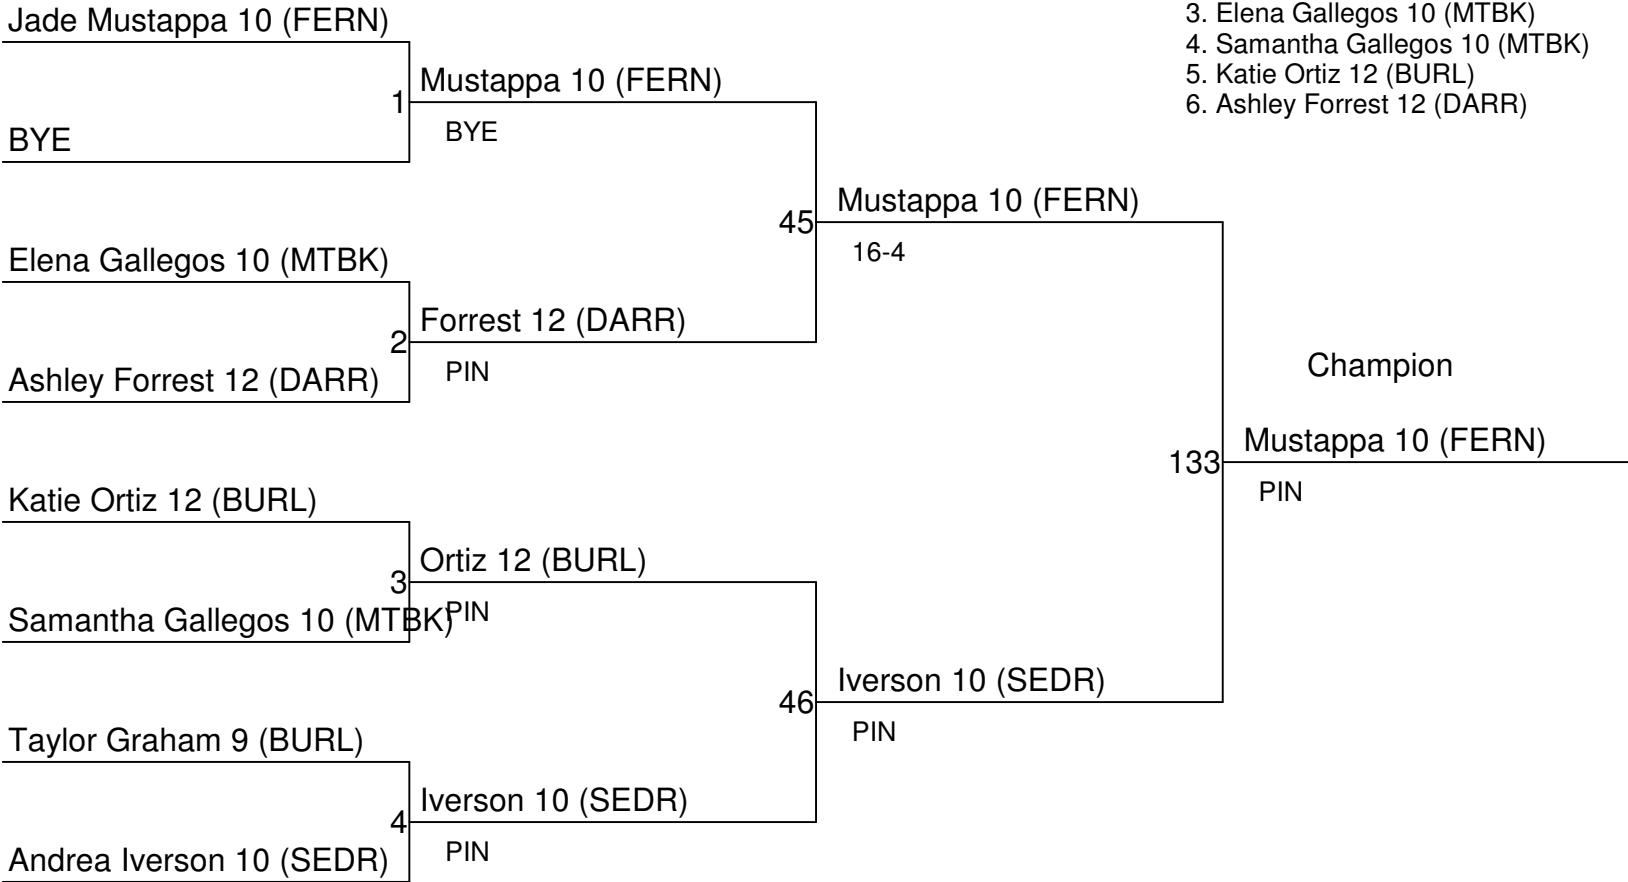 Jade Mustappa 10 (FERN)
BYE
Elena Gallegos 10 (MTBK)
Ashley Forrest 12 (DARR)
Katie Ortiz 12 (BURL)
Samantha Gallegos 10 (MTBK)
Taylor Graham 9 (BURL)
Andrea Iverson 10 (SEDR)
1
Mustappa 10 (FERN)
BYE
2
Forrest 12 (DARR)
PIN
3
Ortiz 12 (BURL)
PIN
4
Iverson 10 (SEDR)
PIN
45
Mustappa 10 (FERN)
16-4
46
Iverson 10 (SEDR)
PIN
133
Champion
Mustappa 10 (FERN)
PIN
3. Elena Gallegos 10 (MTBK)
4. Samantha Gallegos 10 (MTBK)
5. Katie Ortiz 12 (BURL)
6. Ashley Forrest 12 (DARR)